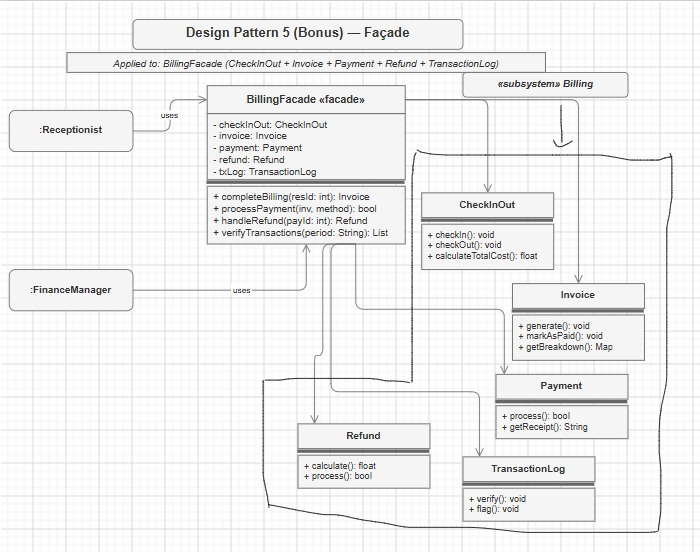 Design Pattern 5 (Bonus) — Façade
Applied to: BillingFacade (CheckInOut + Invoice + Payment + Refund + TransactionLog)
«subsystem» Billing
:Receptionist
uses
BillingFacade «facade»
- checkInOut: CheckInOut
- invoice: Invoice
- payment: Payment
- refund: Refund
- txLog: TransactionLog
+ completeBilling(resId: int): Invoice
+ processPayment(inv, method): bool
+ handleRefund(payId: int): Refund
+ verifyTransactions(period: String): List
:FinanceManager
uses
CheckInOut
+ checkIn(): void
+ checkOut(): void
+ calculateTotalCost(): float
Invoice
+ generate(): void
+ markAsPaid(): void
+ getBreakdown(): Map
Payment
+ process(): bool
+ getReceipt(): String
Refund
+ calculate(): float
+ process(): bool
TransactionLog
+ verify(): void
+ flag(): void